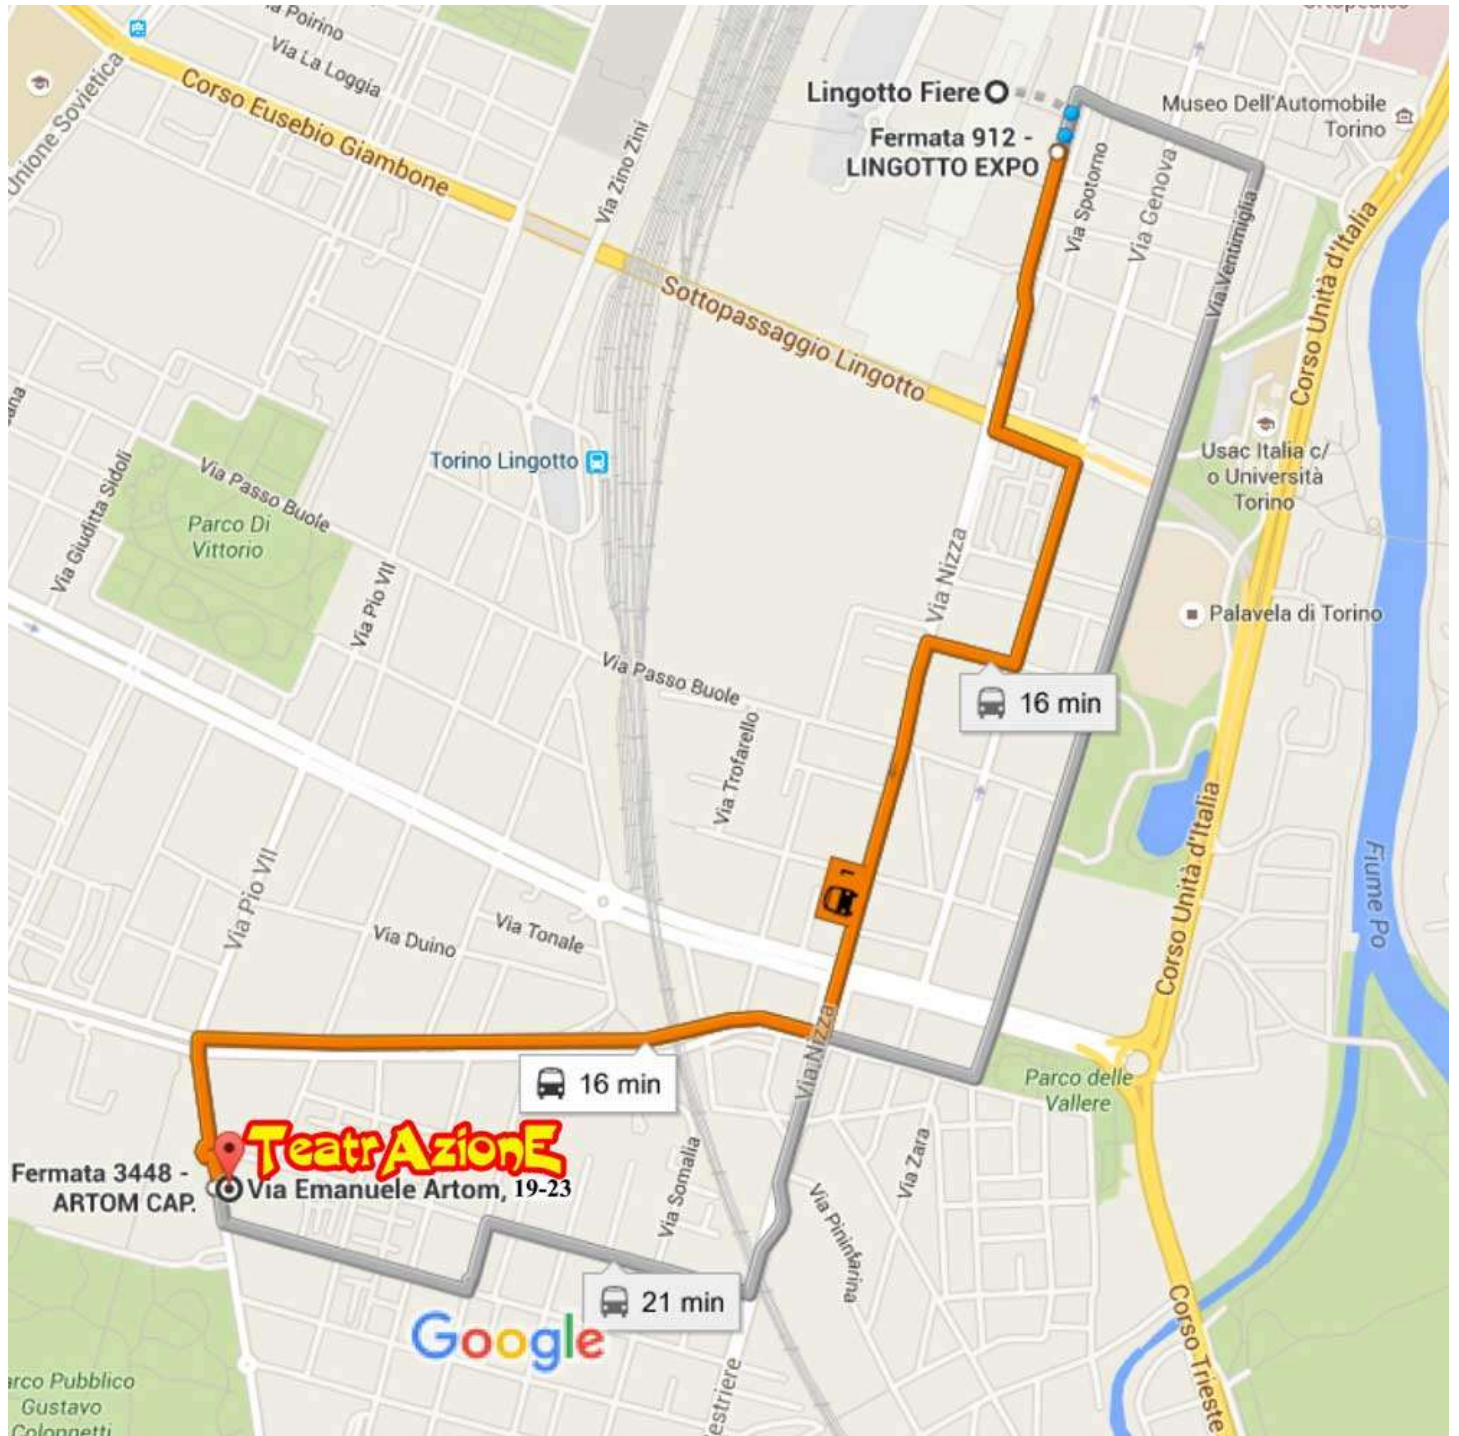 a Poirino
Via La Loggia
Unione Sovietica
Corso Eusebio Giambone
Via Zino Zini
Lingotto Fiere
Museo Dell'Automobile
Torino
Fermata 912 -
LINGOTTO EXPO
Via Spotorno
Via Genova
Via Ventimiglia
Corso Unità d'Italia
Sottopassaggio Lingotto
Torino Lingotto
Usac Italia c/
o Università
Torino
Via Giuditta Sidoli
Via Passo Buole
Parco Di
Vittorio
Via Pio VII
Via Nizza
Palavela di Torino
Via Passo Buole
16 min
Via Trofarello
Corso Unità d'Italia
Fiume Po
1
Via Pio VII
Via Duino
Via Tonale
Via Nizza
16 min
Parco delle
Vallere
TeatrAzionE
Fermata 3448 -
ARTOM CAP.
Via Emanuele Artom, 19-23
Via Somalia
Via Zara
Via Pininfarina
21 min
Google
Corso Trieste
arco Pubblico
Gustavo
Colonnetti
estriere